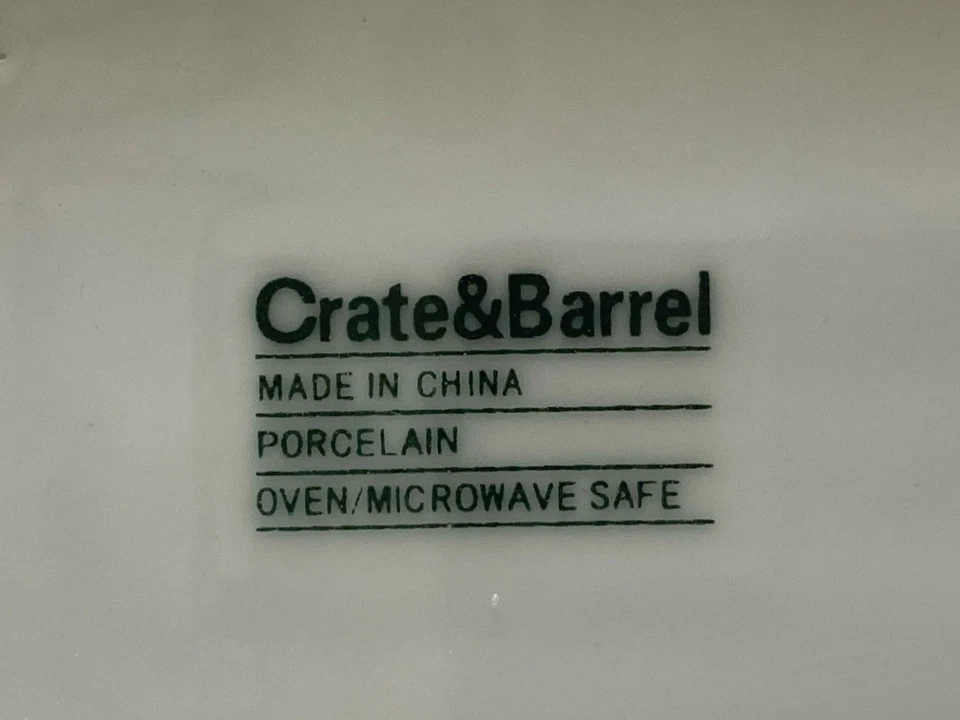 Crate&Barrel
MADE IN CHINA
PORCELAIN
OVEN/MICROWAVE SAFE